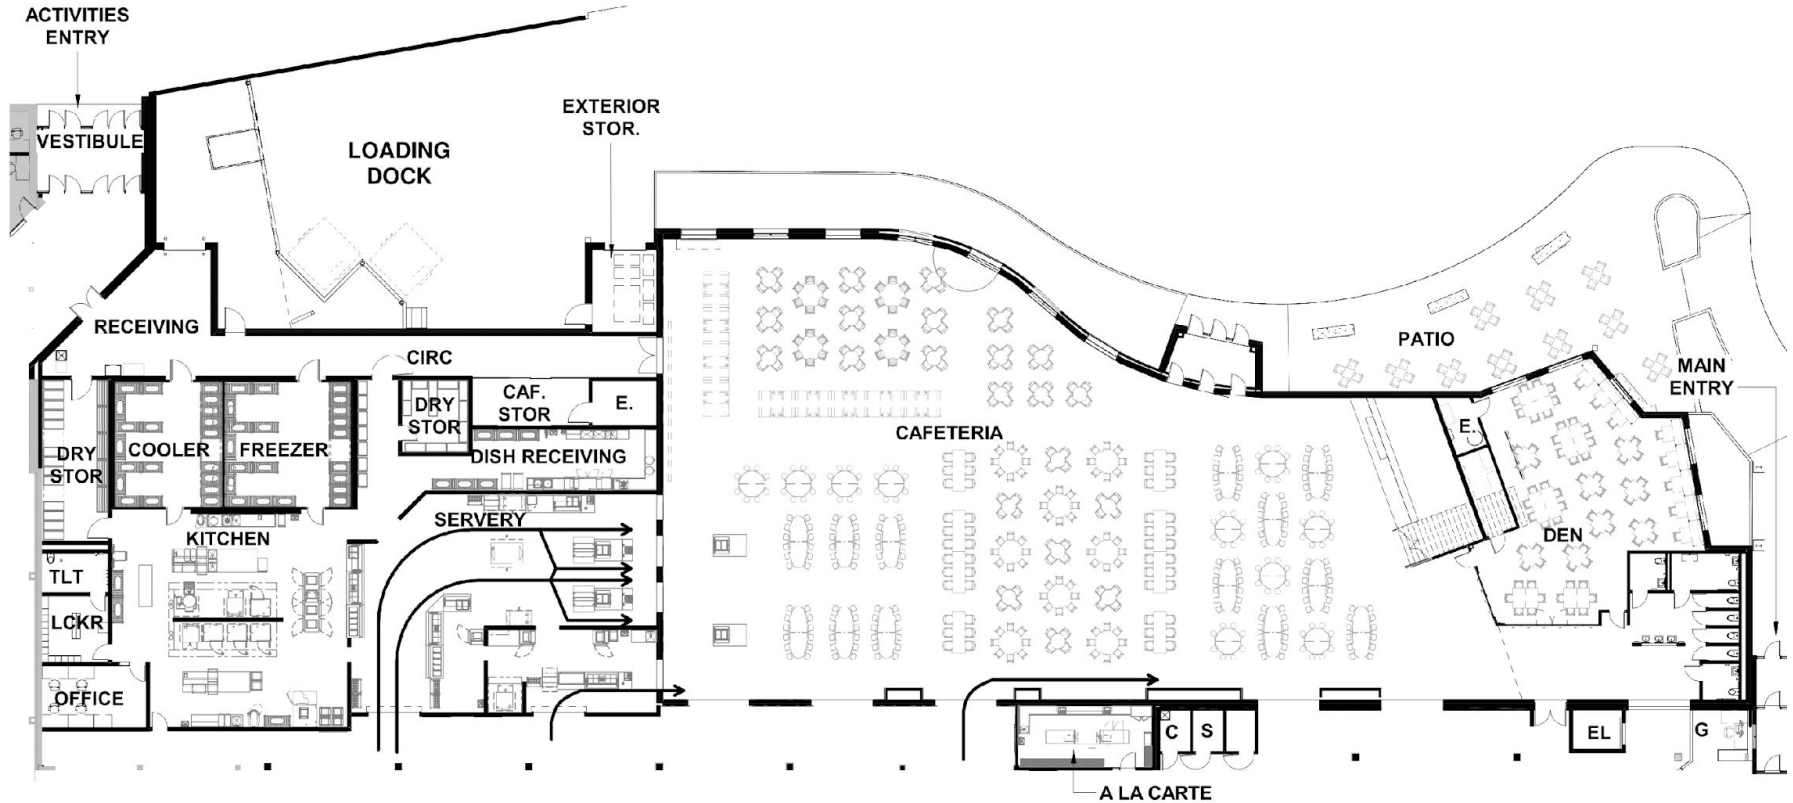 ACTIVITIES
ENTRY
VESTIBULE
LOADING
DOCK
EXTERIOR
STOR.
RECEIVING
CIRC
PATIO
MAIN
ENTRY
DRY
STOR
CAF.
STOR
E.
COOLER
FREEZER
DRY
STOR
DISH RECEIVING
CAFETERIA
E.
SERVERY
KITCHEN
DEN
TLT
LCKR
OFFICE
C
S
EL
G
A LA CARTE